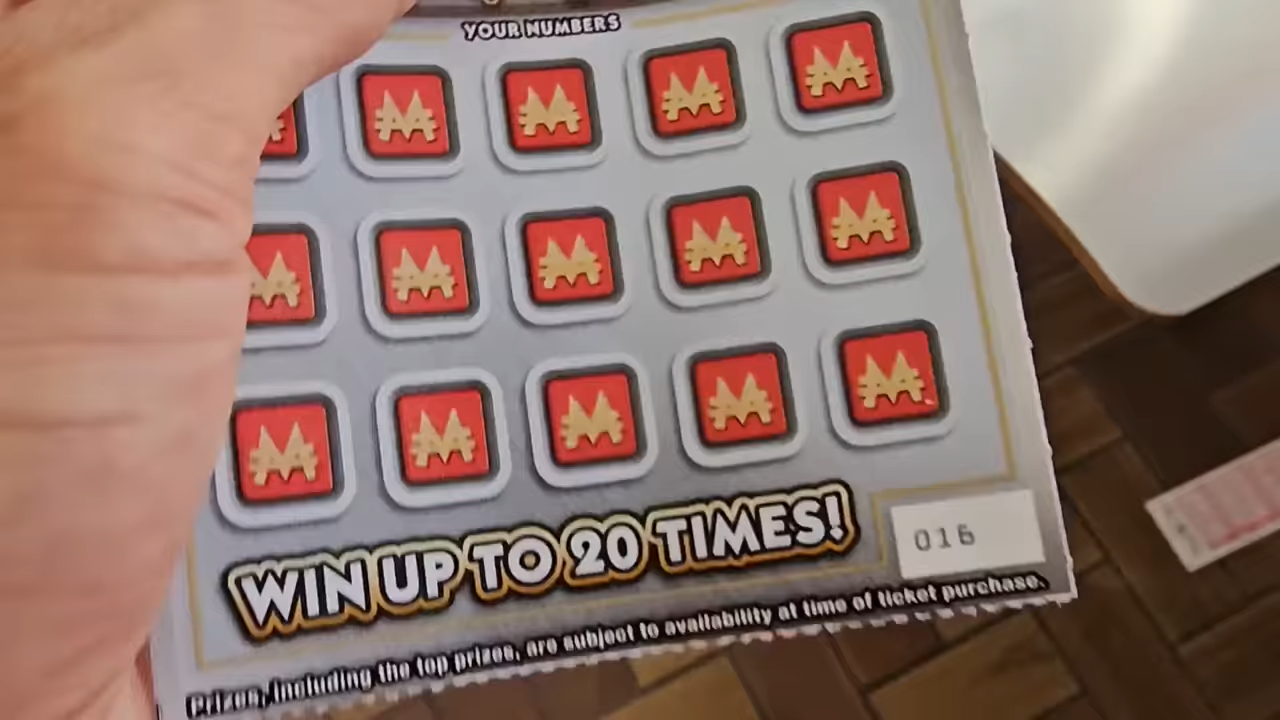 YOUR NUMBERS
WIN UP TO 20 TIMES!
016
Prizes, including the top prizes, are subject to availability at time of ticket purchase.